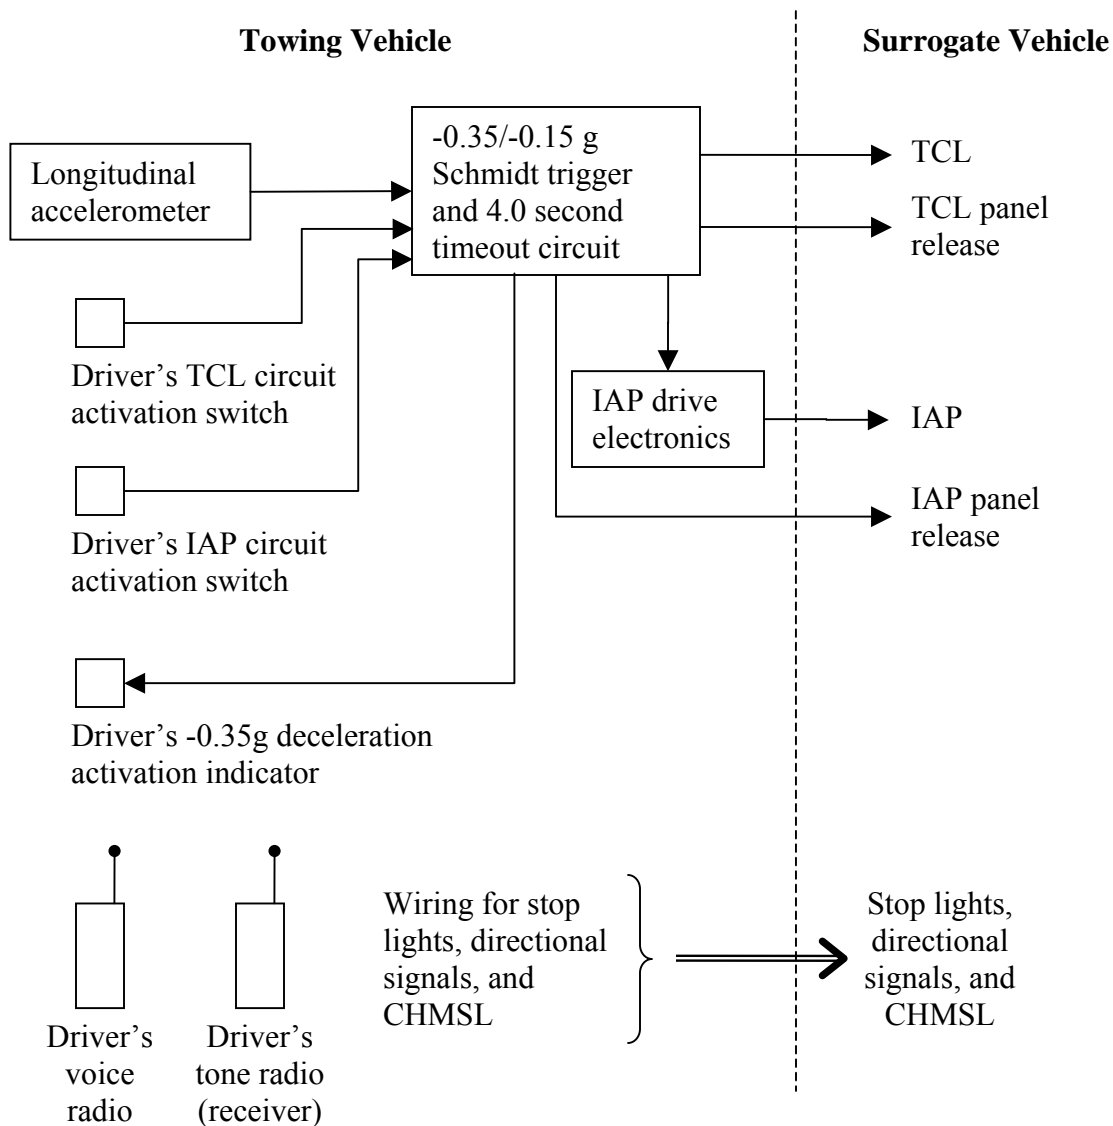 Towing Vehicle
Surrogate Vehicle
-0.35/-0.15 g
Schmidt trigger
and 4.0 second
timeout circuit
Longitudinal
accelerometer
TCL
TCL panel
release
Driver’s TCL circuit
activation switch
IAP drive
electronics
IAP
IAP panel
release
Driver’s IAP circuit
activation switch
Driver’s -0.35g deceleration
activation indicator
Driver’s
voice
radio
Driver’s
tone radio
(receiver)
Wiring for stop
lights, directional
signals, and
CHMSL
Stop lights,
directional
signals, and
CHMSL